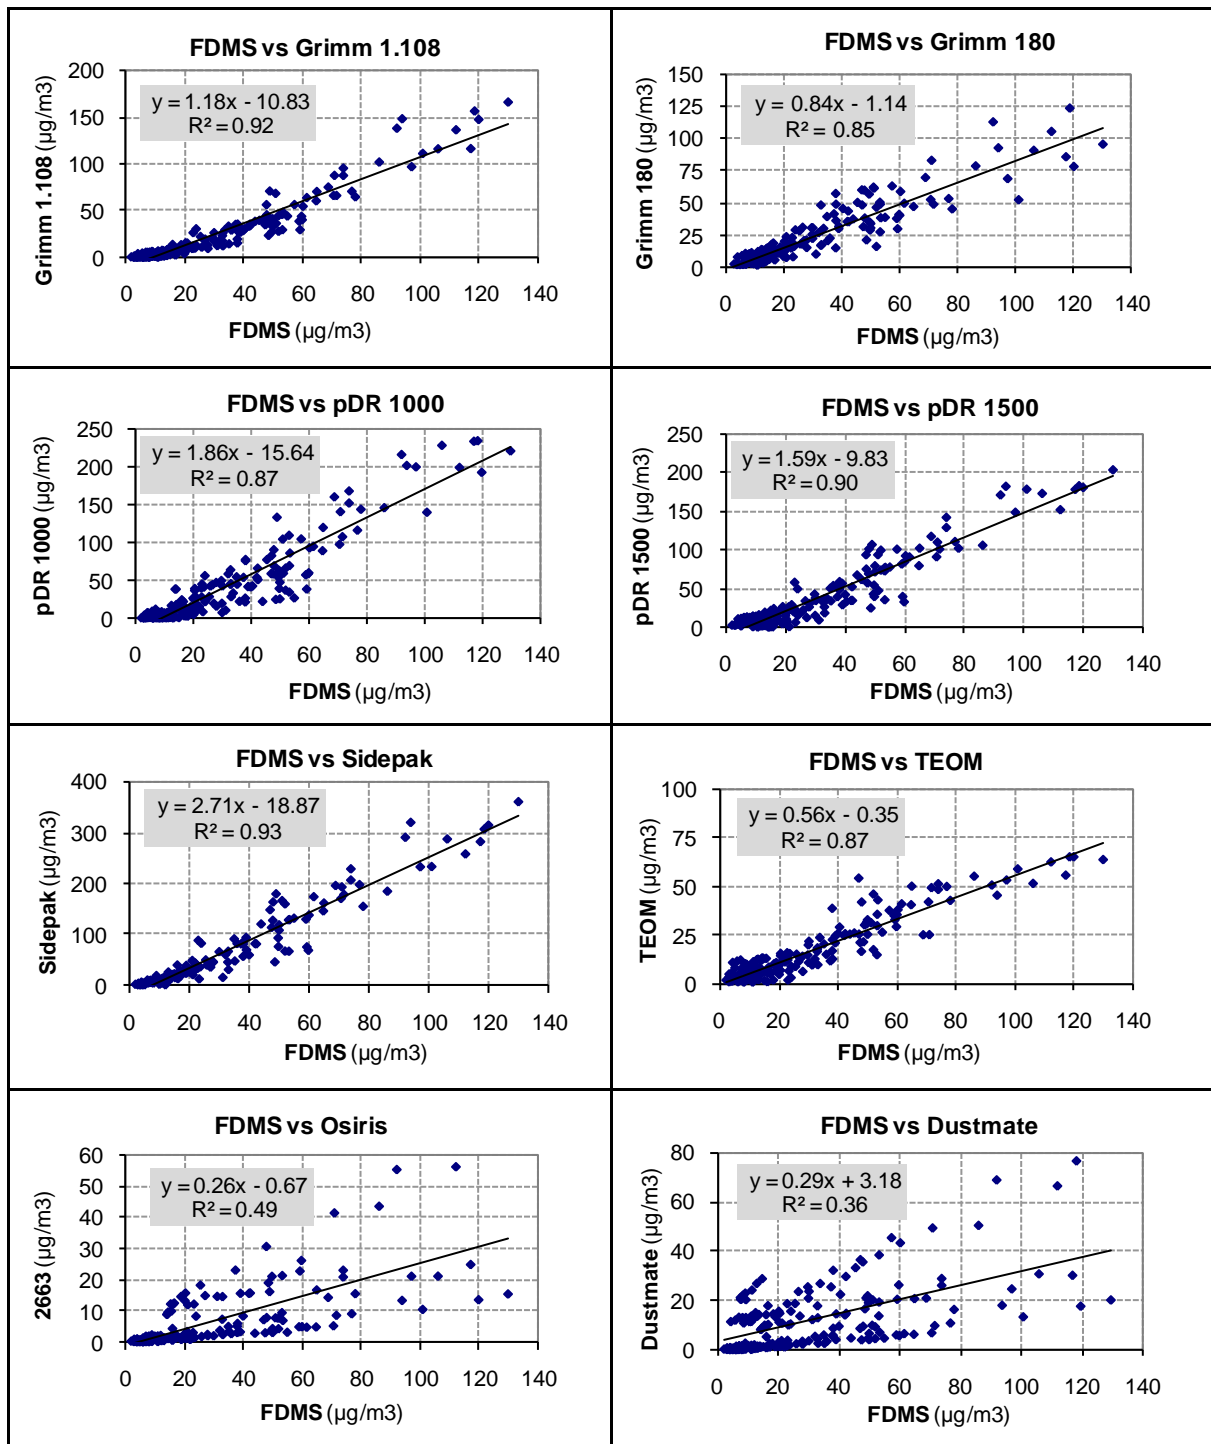 FDMS vs Grimm 1.108
200
150
100
50
0
Grimm 1.108 (µg/m3)
y = 1.18x - 10.83
R² = 0.92
0 20 40 60 80 100 120 140
FDMS (µg/m3)
FDMS vs Grimm 180
150
125
100
75
50
25
0
Grimm 180 (µg/m3)
y = 0.84x - 1.14
R² = 0.85
0 20 40 60 80 100 120 140
FDMS (µg/m3)
FDMS vs pDR 1000
250
200
150
100
50
0
pDR 1000 (µg/m3)
y = 1.86x - 15.64
R² = 0.87
0 20 40 60 80 100 120 140
FDMS (µg/m3)
FDMS vs pDR 1500
250
200
150
100
50
0
pDR 1500 (µg/m3)
y = 1.59x - 9.83
R² = 0.90
0 20 40 60 80 100 120 140
FDMS (µg/m3)
FDMS vs Sidepak
400
300
200
100
0
Sidepak (µg/m3)
y = 2.71x - 18.87
R² = 0.93
0 20 40 60 80 100 120 140
FDMS (µg/m3)
FDMS vs TEOM
100
75
50
25
0
TEOM (µg/m3)
y = 0.56x - 0.35
R² = 0.87
0 20 40 60 80 100 120 140
FDMS (µg/m3)
FDMS vs Osiris
60
50
40
30
20
10
0
2663 (µg/m3)
y = 0.26x - 0.67
R² = 0.49
0 20 40 60 80 100 120 140
FDMS (µg/m3)
FDMS vs Dustmate
80
60
40
20
0
Dustmate (µg/m3)
y = 0.29x + 3.18
R² = 0.36
0 20 40 60 80 100 120 140
FDMS (µg/m3)